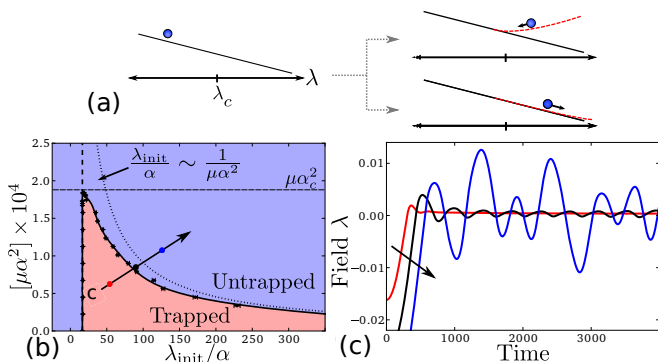 λ
λ_c
(a)
2.5
2.0
1.5
1.0
0.5
0.0
[μα²] × 10⁴
λ_init/α ∼ 1/μα²
μα_c²
Untrapped
Trapped
C
0 50 100 150 200 250 300
λ_init/α
(b)
0.01
0.00
−0.01
−0.02
Field λ
0 1000 2000 3000
Time
(c)